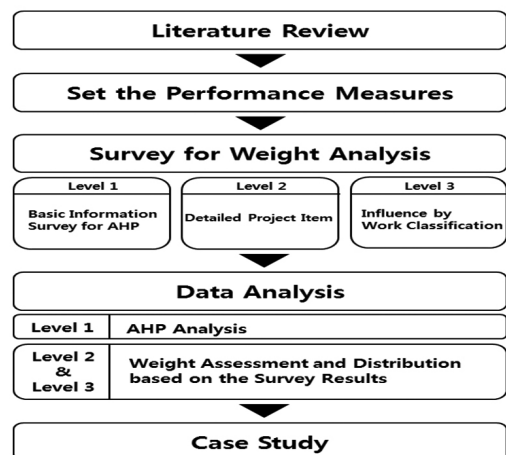 Literature Review
Set the Performance Measures
Survey for Weight Analysis
Level 1
Basic Information
Survey for AHP
Level 2
Detailed Project Item
Level 3
Influence by
Work Classification
Data Analysis
Level 1
AHP Analysis
Level 2
&
Level 3
Weight Assessment and Distribution
based on the Survey Results
Case Study